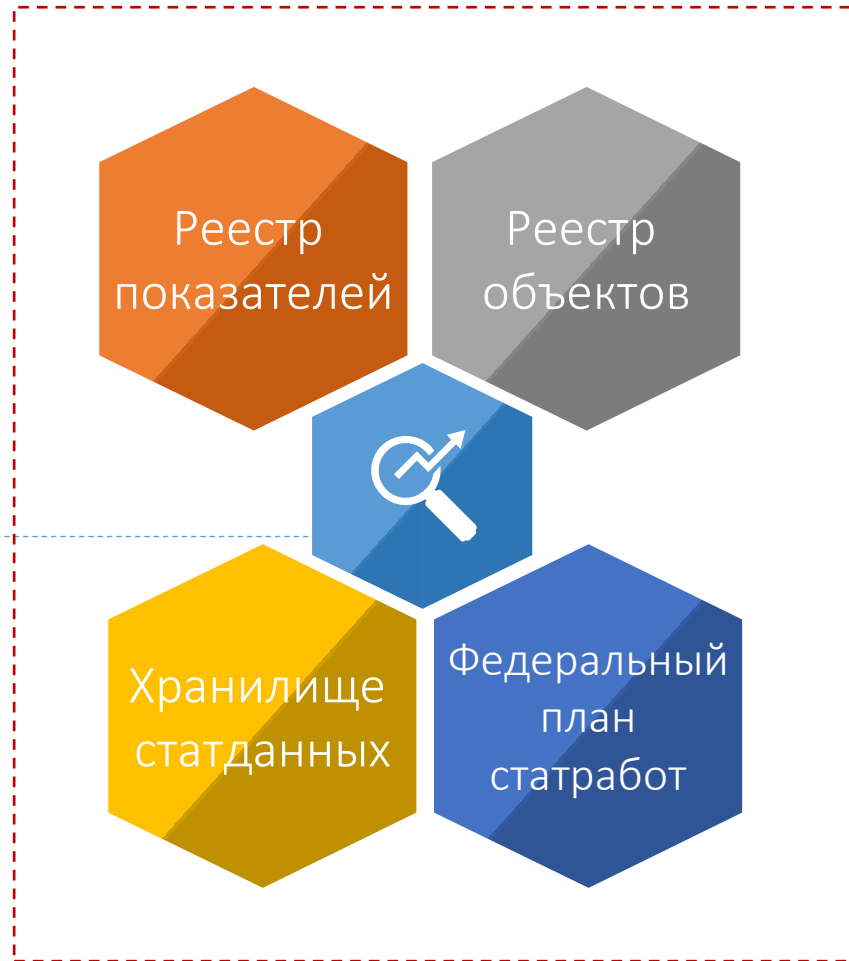 Реестр
показателей
Реестр
объектов
Хранилище
статданных
Федеральный
план
статработ